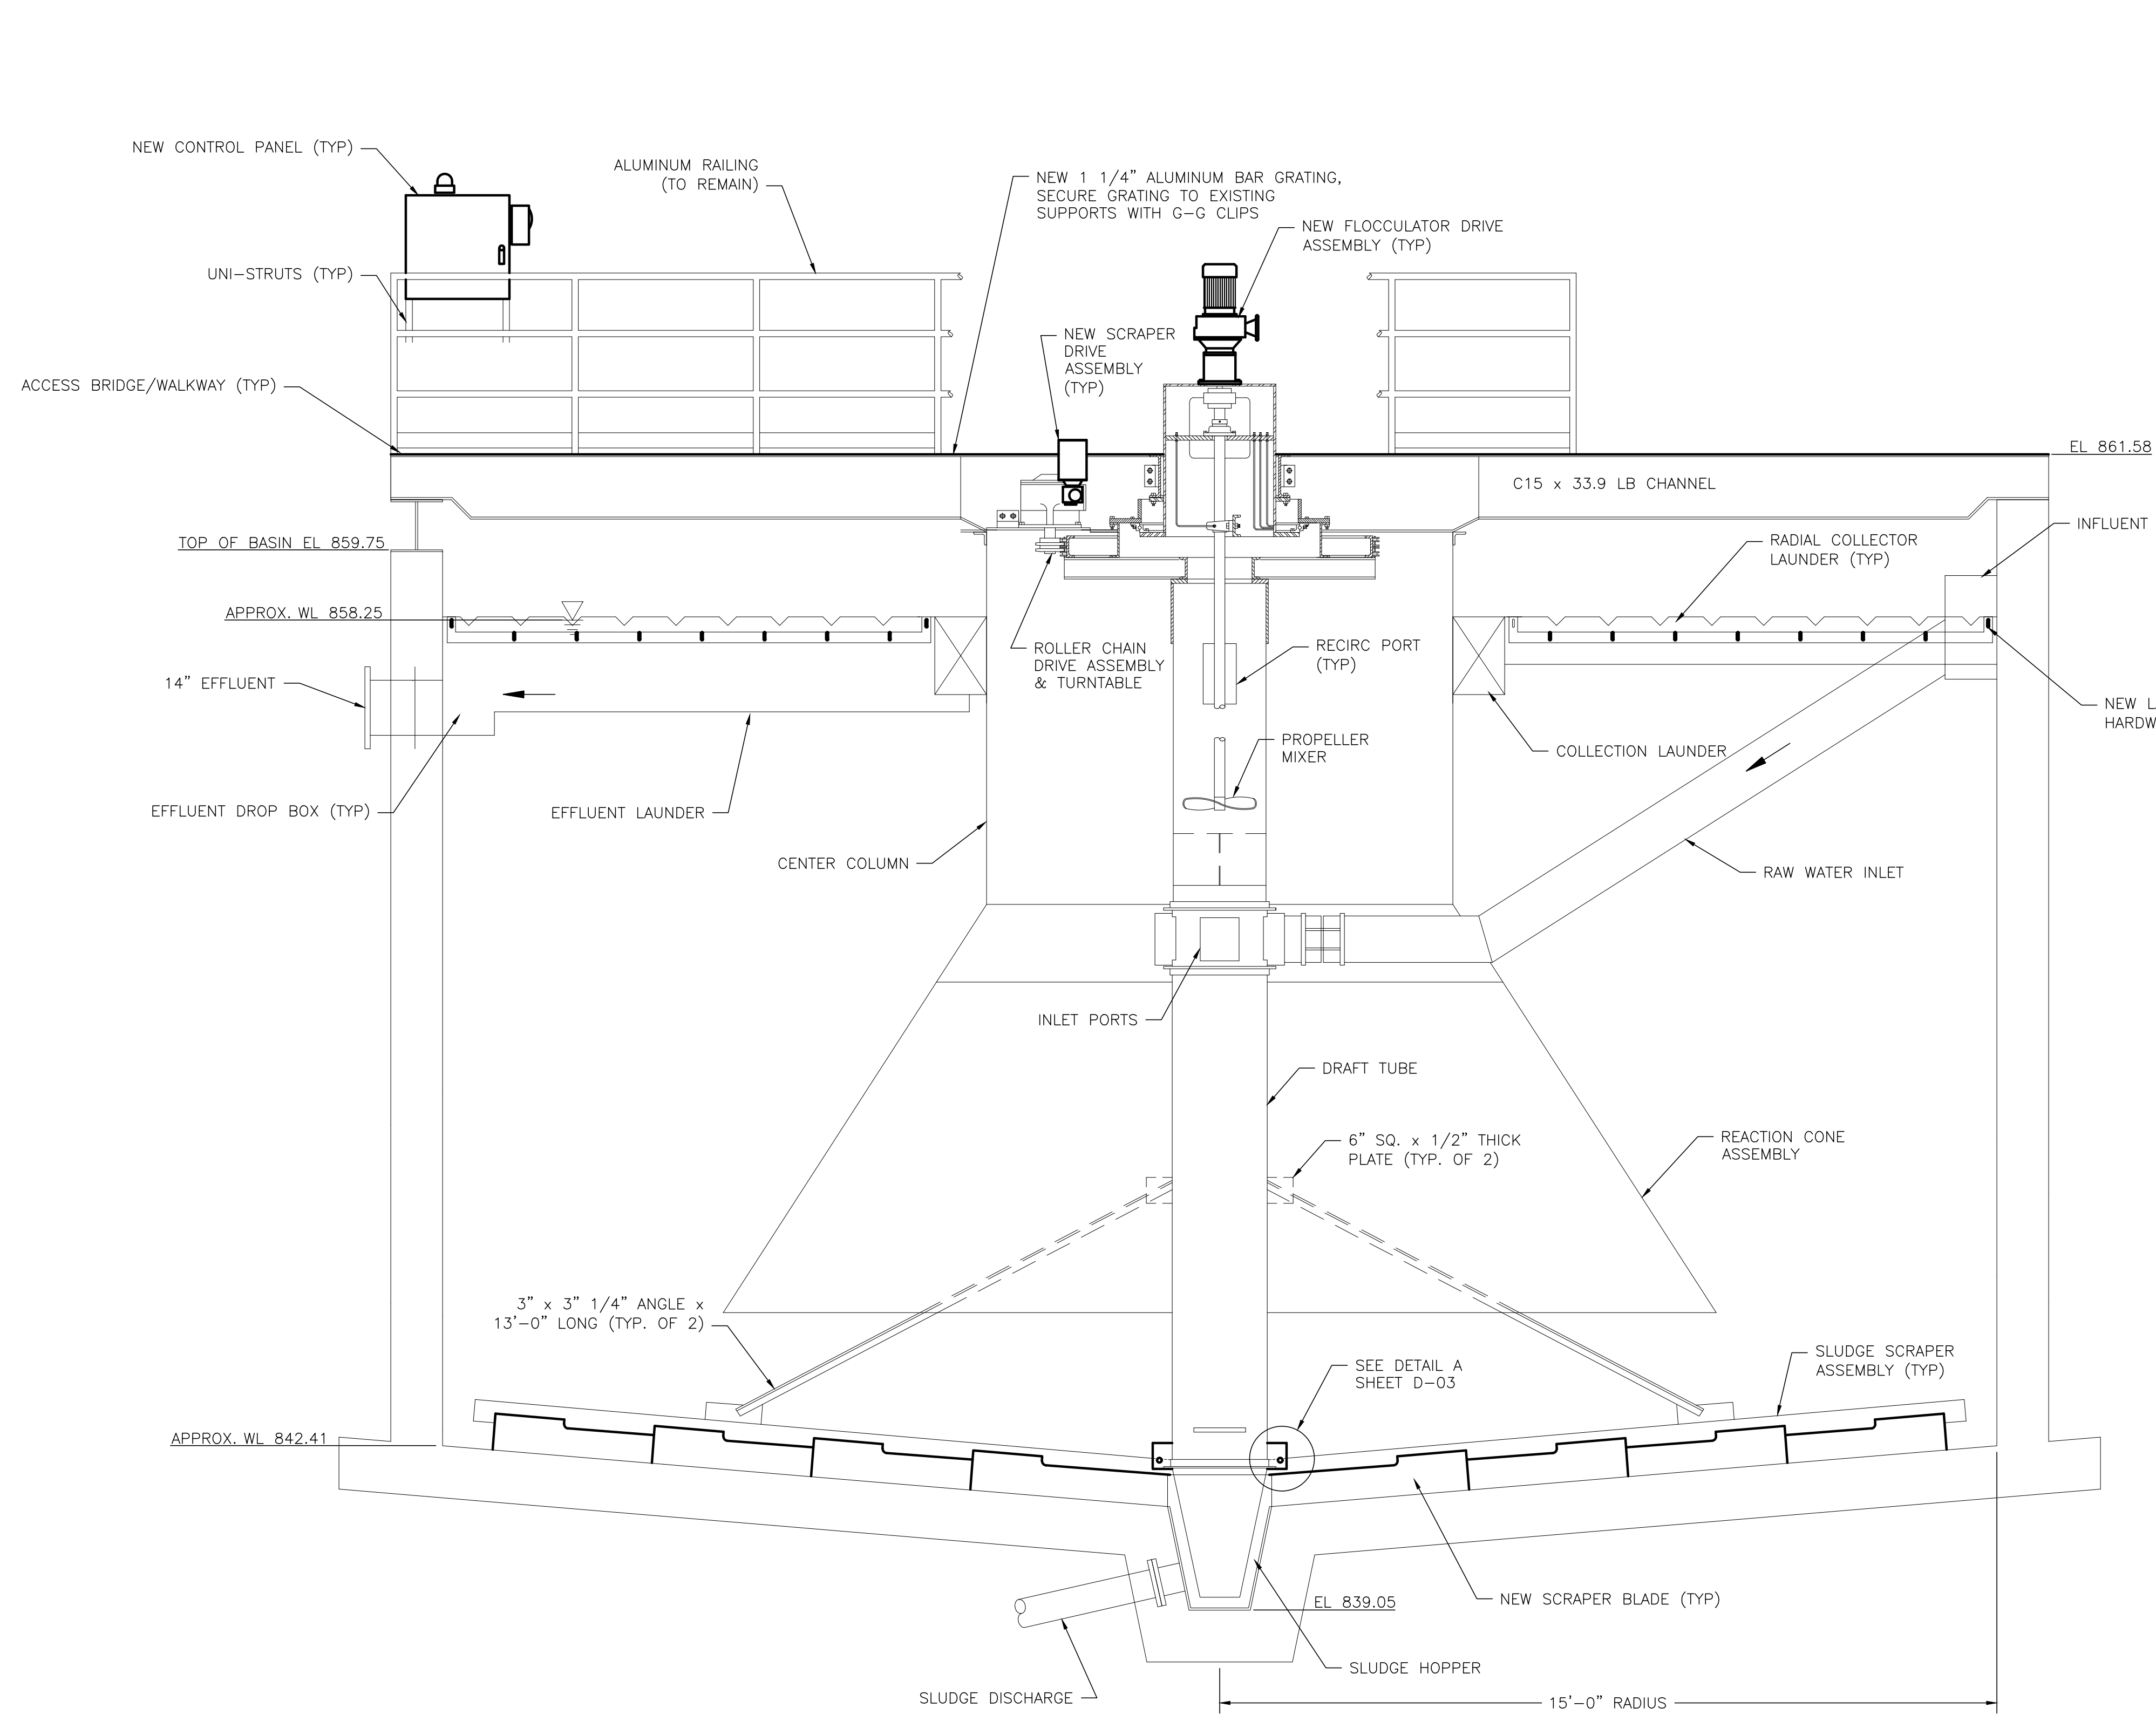 NEW CONTROL PANEL (TYP)
ALUMINUM RAILING
(TO REMAIN)
NEW 1 1/4” ALUMINUM BAR GRATING,
SECURE GRATING TO EXISTING
SUPPORTS WITH G-G CLIPS
NEW FLOCCULATOR DRIVE
ASSEMBLY (TYP)
UNI-STRUTS (TYP)
NEW SCRAPER
DRIVE
ASSEMBLY
(TYP)
ACCESS BRIDGE/WALKWAY (TYP)
EL 861.58
C15 x 33.9 LB CHANNEL
INFLUENT
TOP OF BASIN EL 859.75
RADIAL COLLECTOR
LAUNDER (TYP)
APPROX. WL 858.25
ROLLER CHAIN
DRIVE ASSEMBLY
& TURNTABLE
RECIRC PORT
(TYP)
14” EFFLUENT
NEW
PROPELLER
MIXER
COLLECTION LAUNDER
EFFLUENT DROP BOX (TYP)
EFFLUENT LAUNDER
CENTER COLUMN
RAW WATER INLET
INLET PORTS
DRAFT TUBE
6” SQ. x 1/2” THICK
PLATE (TYP. OF 2)
REACTION CONE
ASSEMBLY
3” x 3” 1/4” ANGLE x
13’-0” LONG (TYP. OF 2)
SEE DETAIL A
SHEET D-03
SLUDGE SCRAPER
ASSEMBLY (TYP)
APPROX. WL 842.41
NEW SCRAPER BLADE (TYP)
EL 839.05
SLUDGE HOPPER
SLUDGE DISCHARGE
15’-0” RADIUS